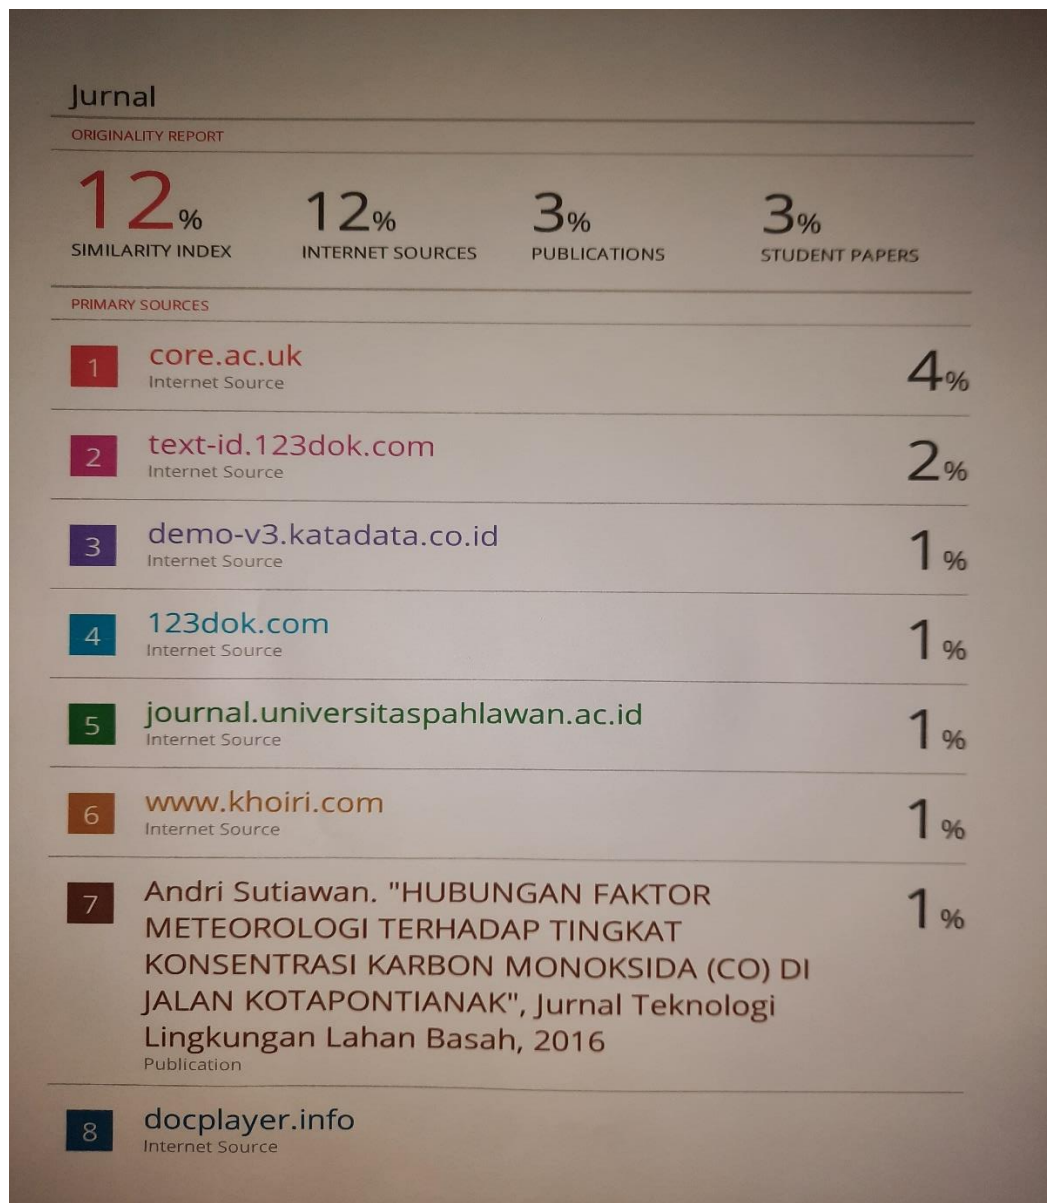 Jurnal
ORIGINALITY REPORT
12% 12% 3% 3%
SIMILARITY INDEX INTERNET SOURCES PUBLICATIONS STUDENT PAPERS
PRIMARY SOURCES
1 core.ac.uk 4%
Internet Source
2 text-id.123dok.com 2%
Internet Source
3 demo-v3.katadata.co.id 1%
Internet Source
4 123dok.com 1%
Internet Source
5 journal.universitaspahlawan.ac.id 1%
Internet Source
6 www.khoiri.com 1%
Internet Source
7 Andri Sutiawan. "HUBUNGAN FAKTOR 1%
METEOROLOGI TERHADAP TINGKAT
KONSENTRASI KARBON MONOKSIDA (CO) DI
JALAN KOTAPONTIANAK", Jurnal Teknologi
Lingkungan Lahan Basah, 2016
Publication
8 docplayer.info
Internet Source